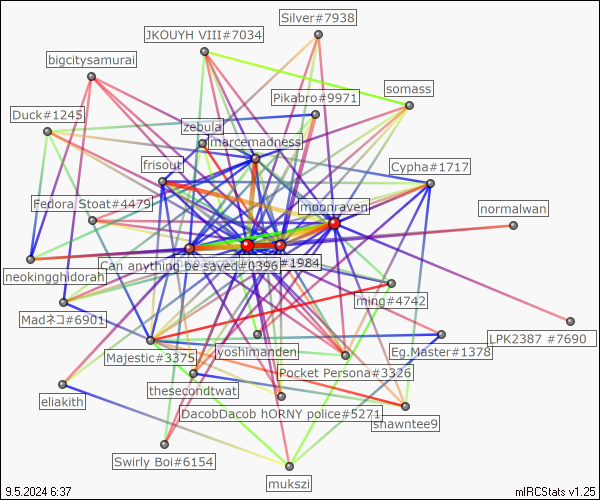 Silver#7938
JKOUYH VIII#7034
bigcitysamurai
somass
Pikabro#9971
Duck#1245
zebula
marcemadness
frisout
Cypha#1717
Fedora Stoat#4479
moonraven
normalwan
Can anything be saved#0396
#1984
neokingghidorah
ming#4742
Madネコ#6901
LPK2387 #7690
yoshimanden
Eg.Master#1378
Majestic#3375
Pocket Persona#3326
thesecondtwat
eliakith
DacobDacob hORNY police#5271
shawntee9
Swirly Boi#6154
mukszi
9.5.2024 6:37
mIRCStats v1.25